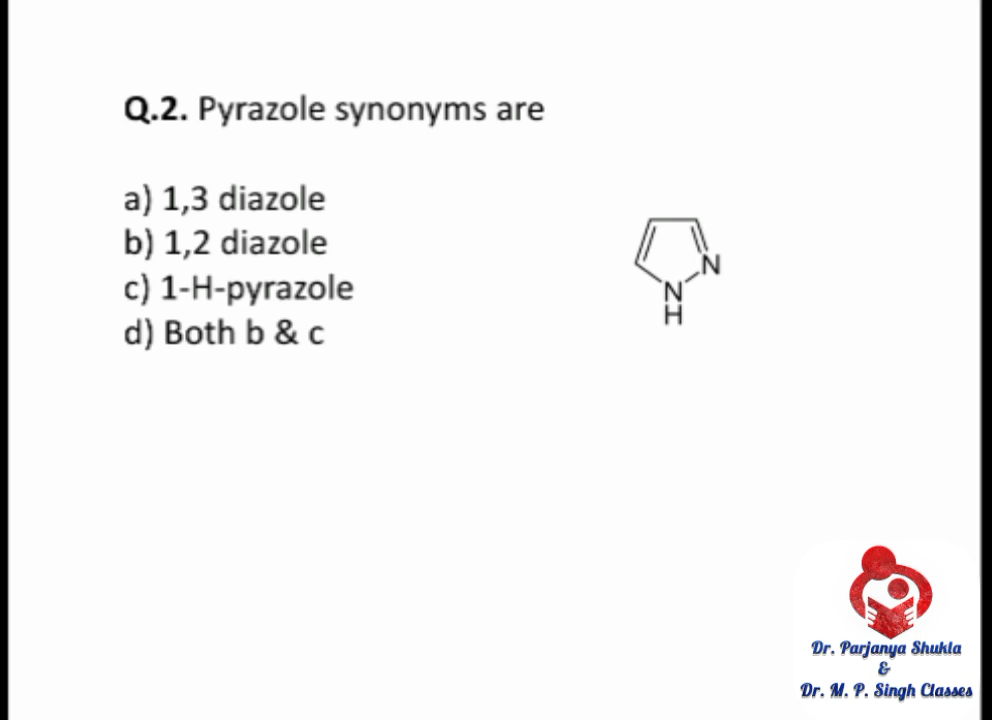 Q.2. Pyrazole synonyms are
a) 1,3 diazole
b) 1,2 diazole
c) 1-H-pyrazole
d) Both b & c
N
N
H
Dr. Parjanya Shukla
&
Dr. M. P. Singh Classes